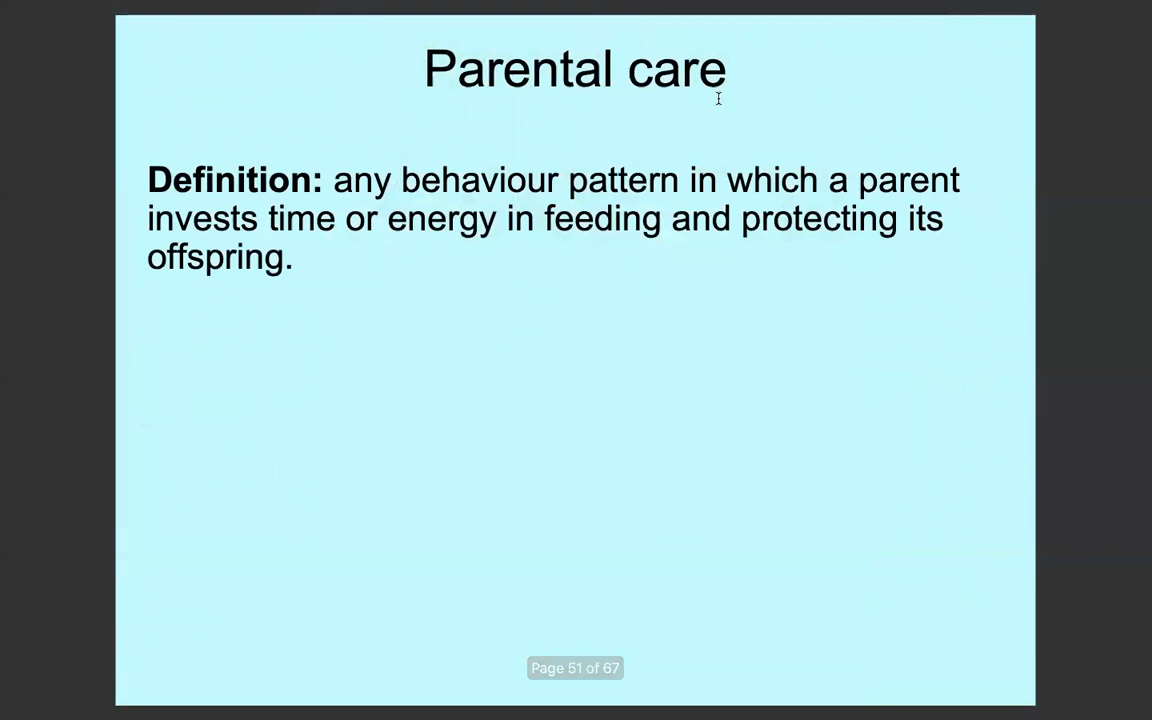 Parental care
Definition: any behaviour pattern in which a parent
invests time or energy in feeding and protecting its
offspring.
Page 51 of 67